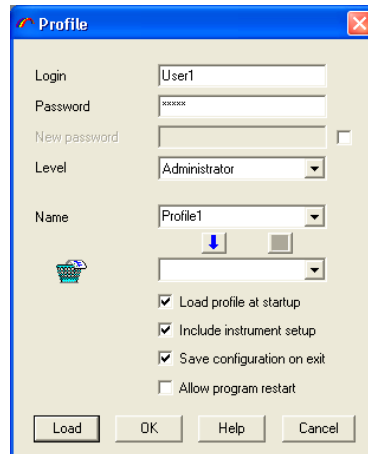 Profile
Login User1
Password xxxxx
New password
Level Administrator
Name Profile1
Load profile at startup
Include instrument setup
Save configuration on exit
Allow program restart
Load OK Help Cancel